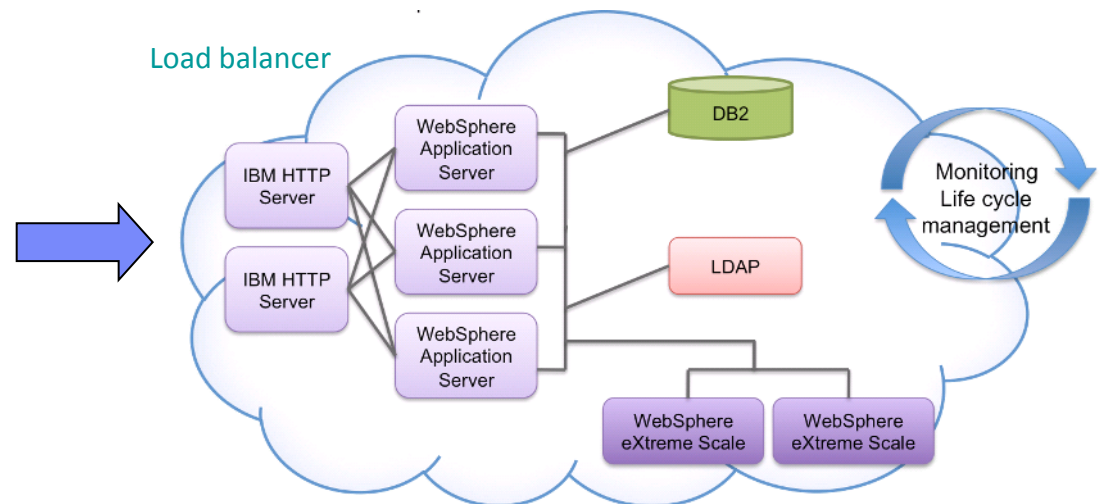 Load balancer
IBM HTTP
Server
IBM HTTP
Server
WebSphere
Application
Server
WebSphere
Application
Server
WebSphere
Application
Server
DB2
LDAP
WebSphere
eXtreme Scale
WebSphere
eXtreme Scale
Monitoring
Life cycle
management